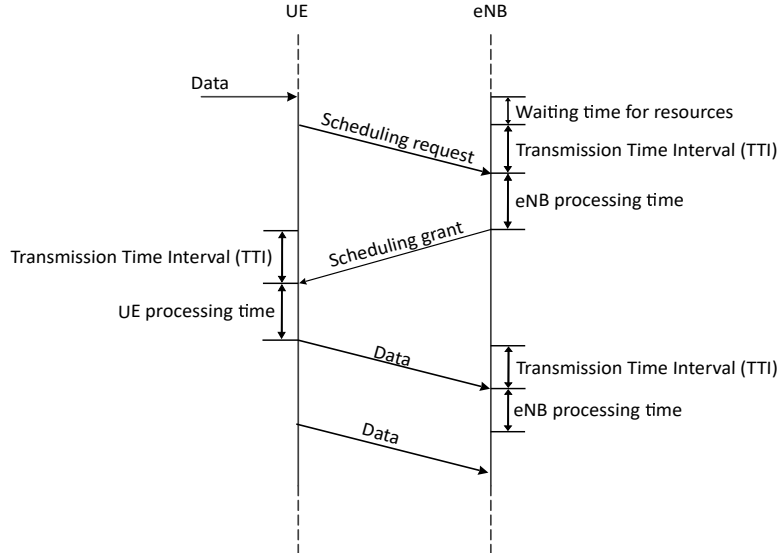 UE
eNB
Data
Waiting time for resources
Scheduling request
Transmission Time Interval (TTI)
eNB processing time
Scheduling grant
Transmission Time Interval (TTI)
UE processing time
Data
Transmission Time Interval (TTI)
eNB processing time
Data